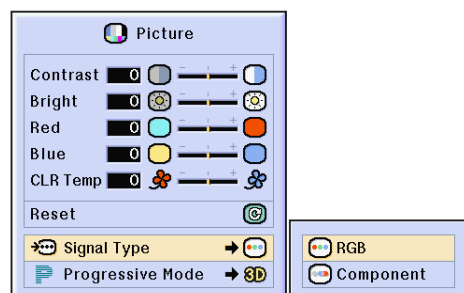 Picture
Contrast 0
Bright 0
Red 0
Blue 0
CLR Temp 0
Reset
Signal Type
Progressive Mode 3D
RGB
Component